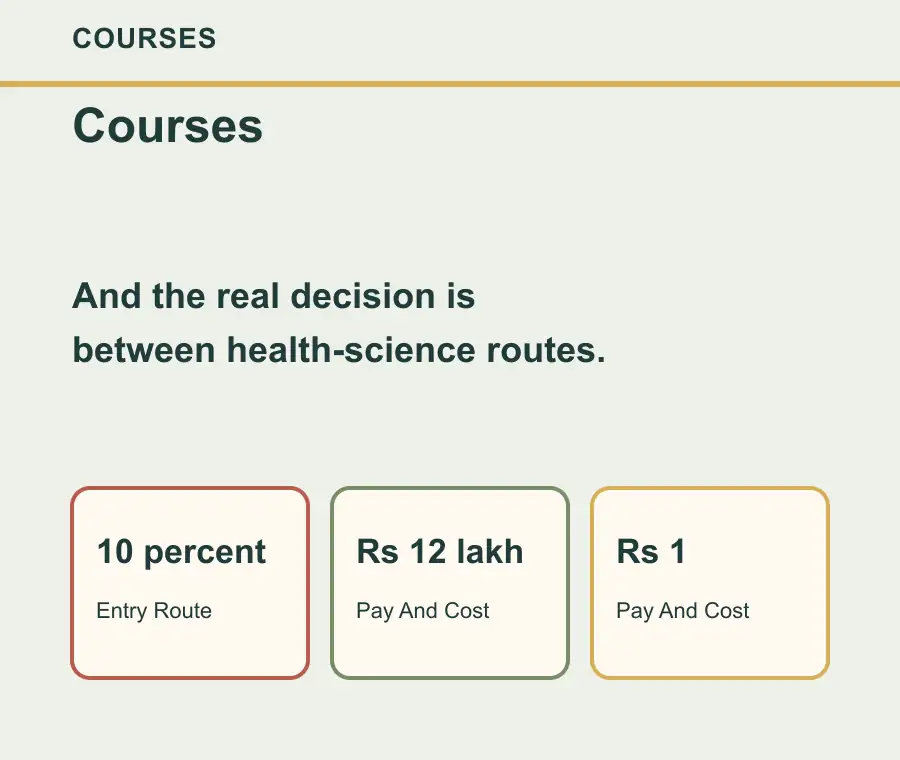 COURSES
Courses
And the real decision is
between health-science routes.
10 percent
Entry Route
Rs 12 lakh
Pay And Cost
Rs 1
Pay And Cost